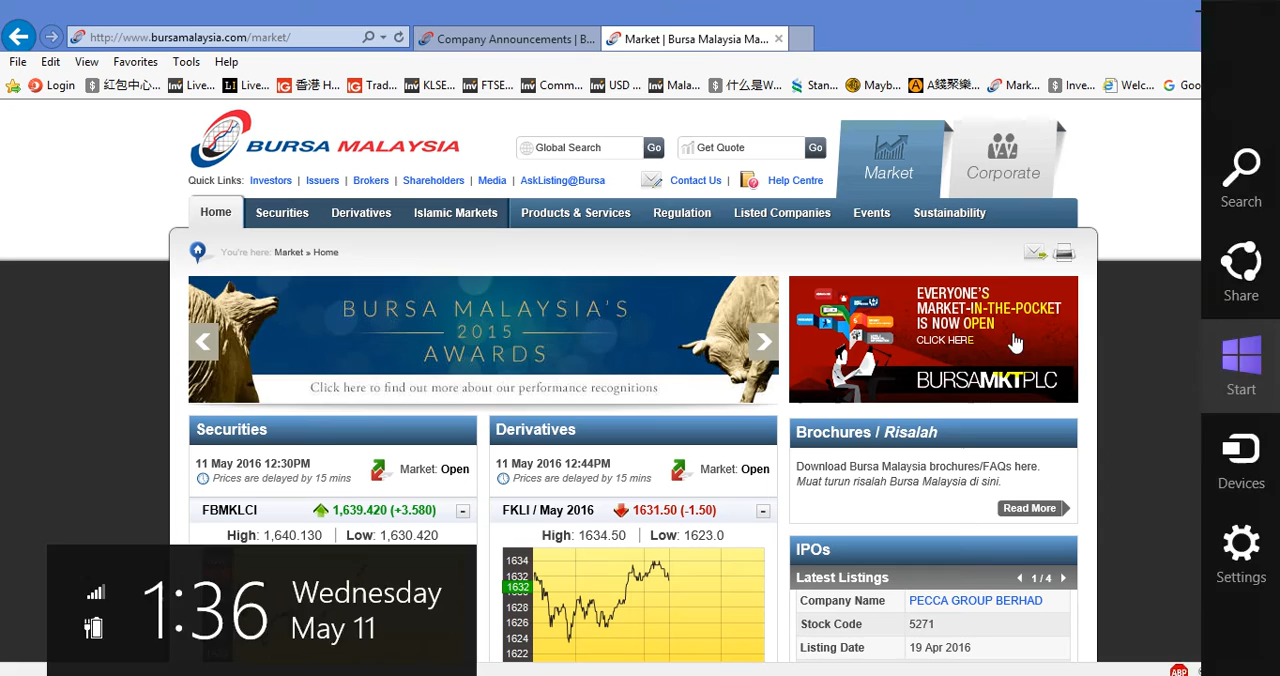 http://www.bursamalaysia.com/market/
Company Announcements | B...
Market | Bursa Malaysia Ma...
File Edit View Favorites Tools Help
Login 红包中心... Live... Live... 香港 H... Trad... KLSE... FTSE... Comm... USD ... Mala... 什么是W... Stan... Mayb... A錢聚樂... Mark... Inve... Welc... Goo
BURSA MALAYSIA
Global Search Go Get Quote Go
Market
Corporate
Quick Links: Investors | Issuers | Brokers | Shareholders | Media | AskListing@Bursa Contact Us | Help Centre
Home Securities Derivatives Islamic Markets Products & Services Regulation Listed Companies Events Sustainability
You're here: Market » Home
BURSA MALAYSIA'S
2015
AWARDS
Click here to find out more about our performance recognitions
EVERYONE'S
MARKET-IN-THE-POCKET
IS NOW OPEN
CLICK HERE
BURSAMKTPLC
Securities
11 May 2016 12:30PM
Prices are delayed by 15 mins
Market: Open
FBMKLCI 1,639.420 (+3.580) -
High: 1,640.130 | Low: 1,630.420
Derivatives
11 May 2016 12:44PM
Prices are delayed by 15 mins
Market: Open
FKLI / May 2016 1631.50 (-1.50) -
High: 1634.50 | Low: 1623.0
1634
1632
1632
1628
1626
1624
1622
Brochures / Risalah
Download Bursa Malaysia brochures/FAQs here.
Muat turun risalah Bursa Malaysia di sini.
Read More
IPOs
Latest Listings 1 / 4
Company Name PECCA GROUP BERHAD
Stock Code 5271
Listing Date 19 Apr 2016
1:36
Wednesday
May 11
Search
Share
Start
Devices
Settings
ABP